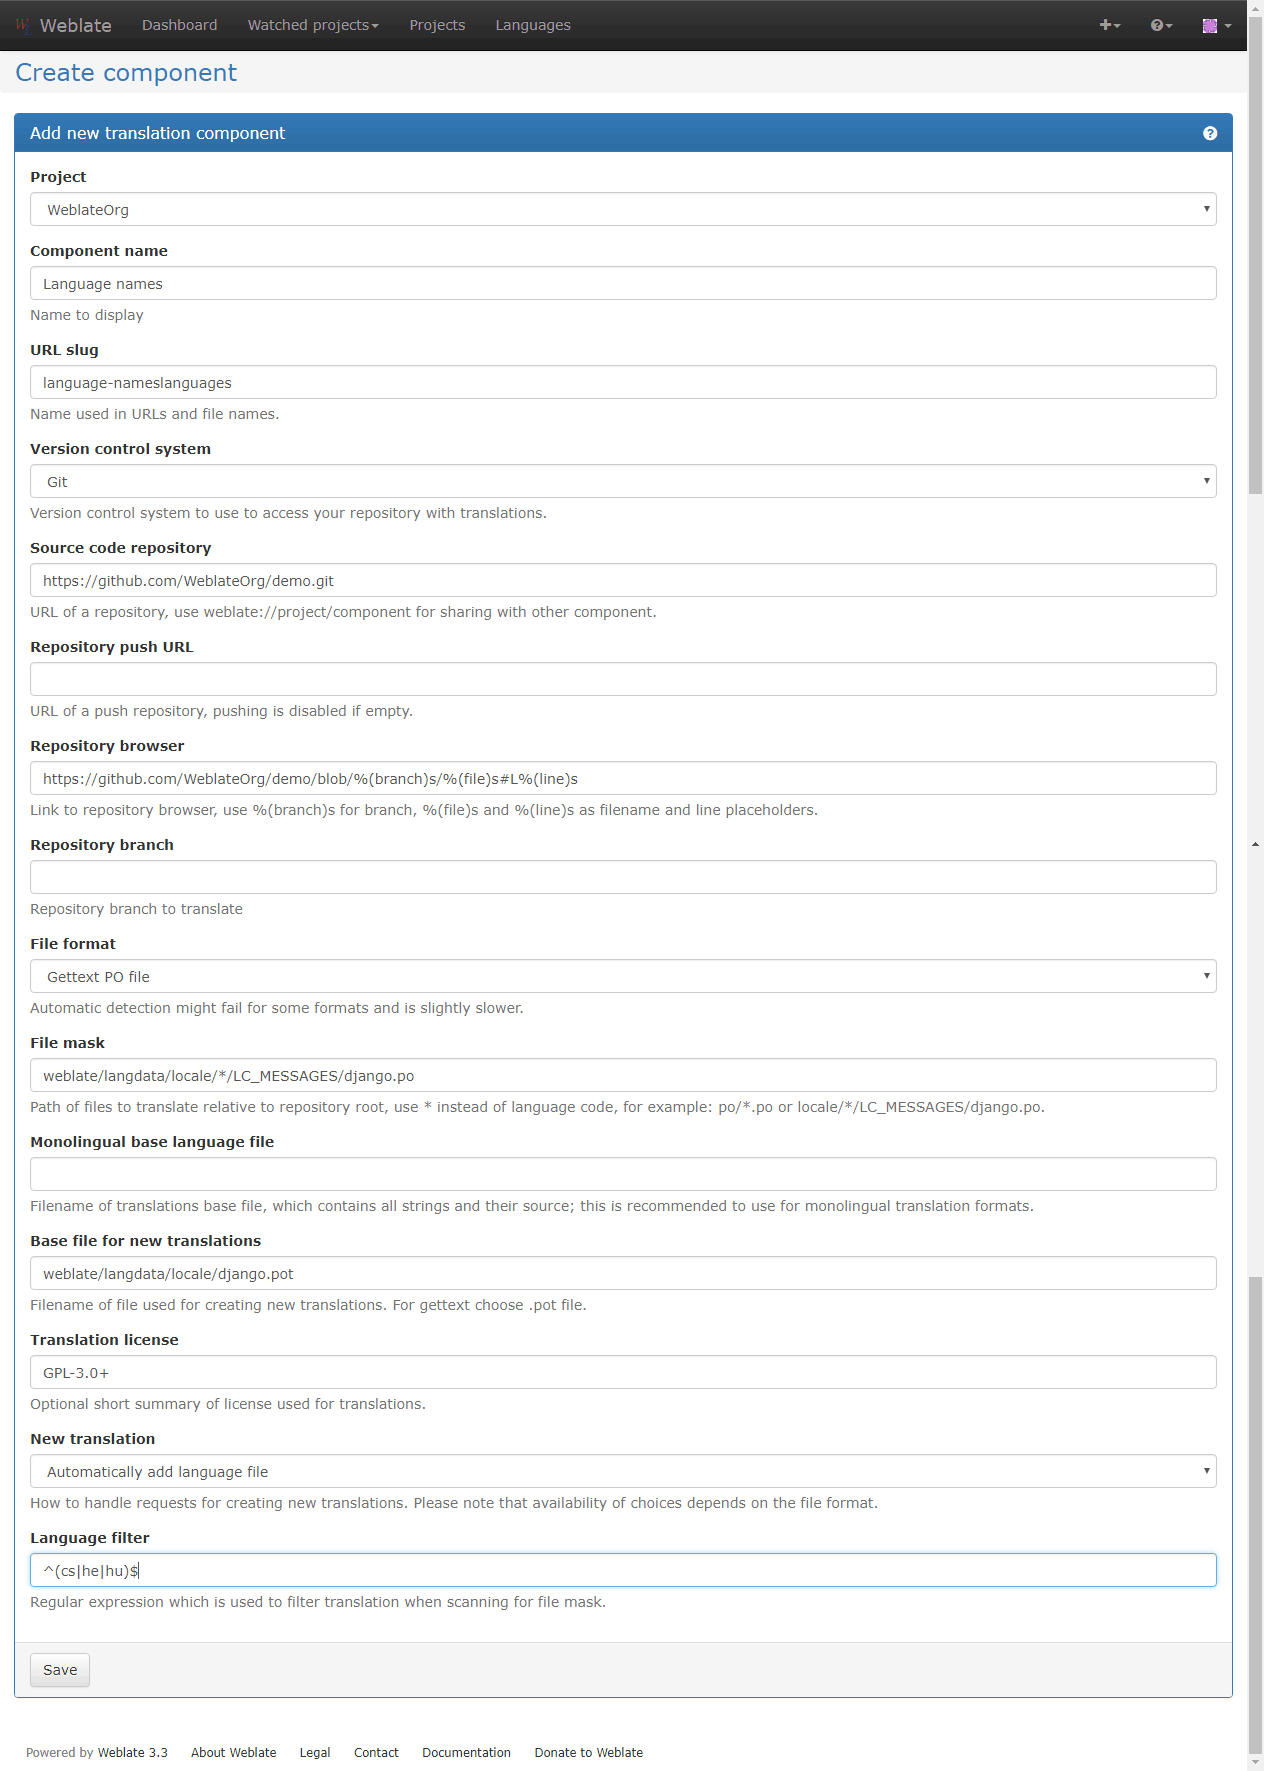 Weblate Dashboard Watched projects Projects Languages
Create component
Add new translation component
Project
WeblateOrg
Component name
Language names
Name to display
URL slug
language-nameslanguages
Name used in URLs and file names.
Version control system
Git
Version control system to use to access your repository with translations.
Source code repository
https://github.com/WeblateOrg/demo.git
URL of a repository, use weblate://project/component for sharing with other component.
Repository push URL
URL of a push repository, pushing is disabled if empty.
Repository browser
https://github.com/WeblateOrg/demo/blob/%(branch)s/%(file)s#L%(line)s
Link to repository browser, use %(branch)s for branch, %(file)s and %(line)s as filename and line placeholders.
Repository branch
Repository branch to translate
File format
Gettext PO file
Automatic detection might fail for some formats and is slightly slower.
File mask
weblate/langdata/locale/*/LC_MESSAGES/django.po
Path of files to translate relative to repository root, use * instead of language code, for example: po/*.po or locale/*/LC_MESSAGES/django.po.
Monolingual base language file
Filename of translations base file, which contains all strings and their source; this is recommended to use for monolingual translation formats.
Base file for new translations
weblate/langdata/locale/django.pot
Filename of file used for creating new translations. For gettext choose .pot file.
Translation license
GPL-3.0+
Optional short summary of license used for translations.
New translation
Automatically add language file
How to handle requests for creating new translations. Please note that availability of choices depends on the file format.
Language filter
^(cs|he|hu)$
Regular expression which is used to filter translation when scanning for file mask.
Save
Powered by Weblate 3.3 About Weblate Legal Contact Documentation Donate to Weblate